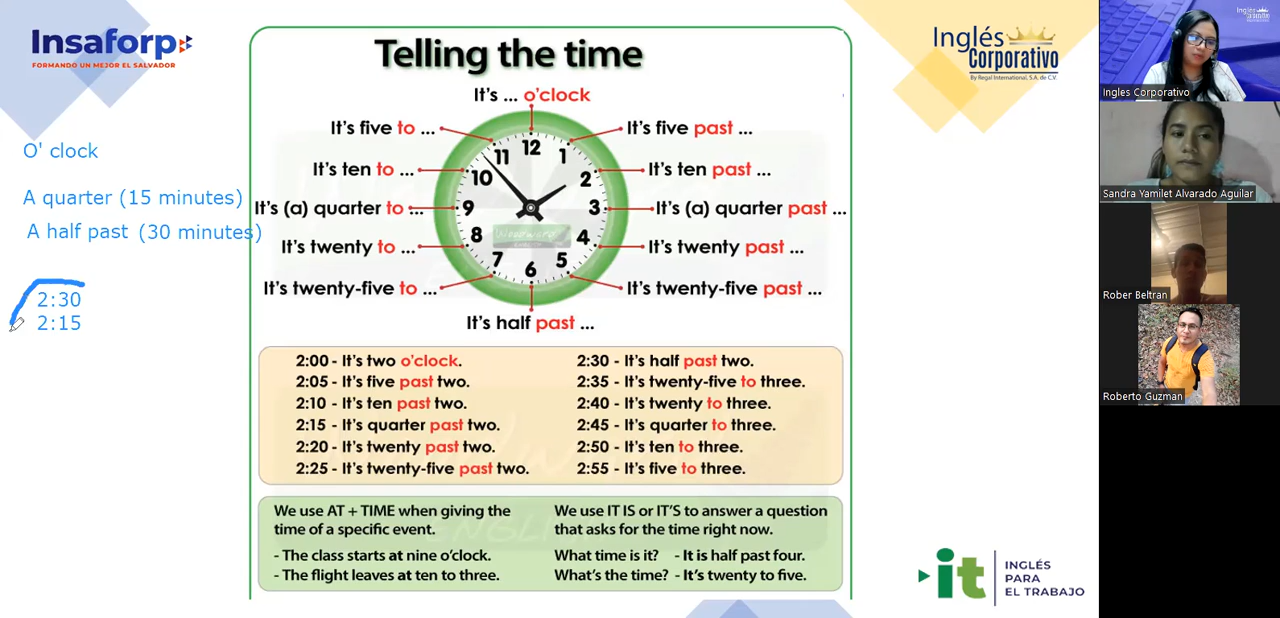 Insaforp
FORMANDO UN MEJOR EL SALVADOR
O' clock
A quarter (15 minutes)
A half past (30 minutes)
2:30
2:15
Telling the time
It's ... o'clock
It's five to ...
It's five past ...
It's ten to ...
It's ten past ...
It's (a) quarter to ...
It's (a) quarter past ...
It's twenty to ...
It's twenty past ...
It's twenty-five to ...
It's twenty-five past ...
It's half past ...
12
1
2
3
4
5
6
7
8
9
10
11
Woodward
2:00 - It's two o'clock.
2:05 - It's five past two.
2:10 - It's ten past two.
2:15 - It's quarter past two.
2:20 - It's twenty past two.
2:25 - It's twenty-five past two.
2:30 - It's half past two.
2:35 - It's twenty-five to three.
2:40 - It's twenty to three.
2:45 - It's quarter to three.
2:50 - It's ten to three.
2:55 - It's five to three.
We use AT + TIME when giving the
time of a specific event.
- The class starts at nine o'clock.
- The flight leaves at ten to three.
We use IT IS or IT'S to answer a question
that asks for the time right now.
What time is it? - It is half past four.
What's the time? - It's twenty to five.
Inglés
Corporativo
By Regal International, S.A. de C.V.
it
INGLÉS
PARA
EL TRABAJO
Ingles Corporativo
Sandra Yamilet Alvarado Aguilar
Rober Beltran
Roberto Guzman